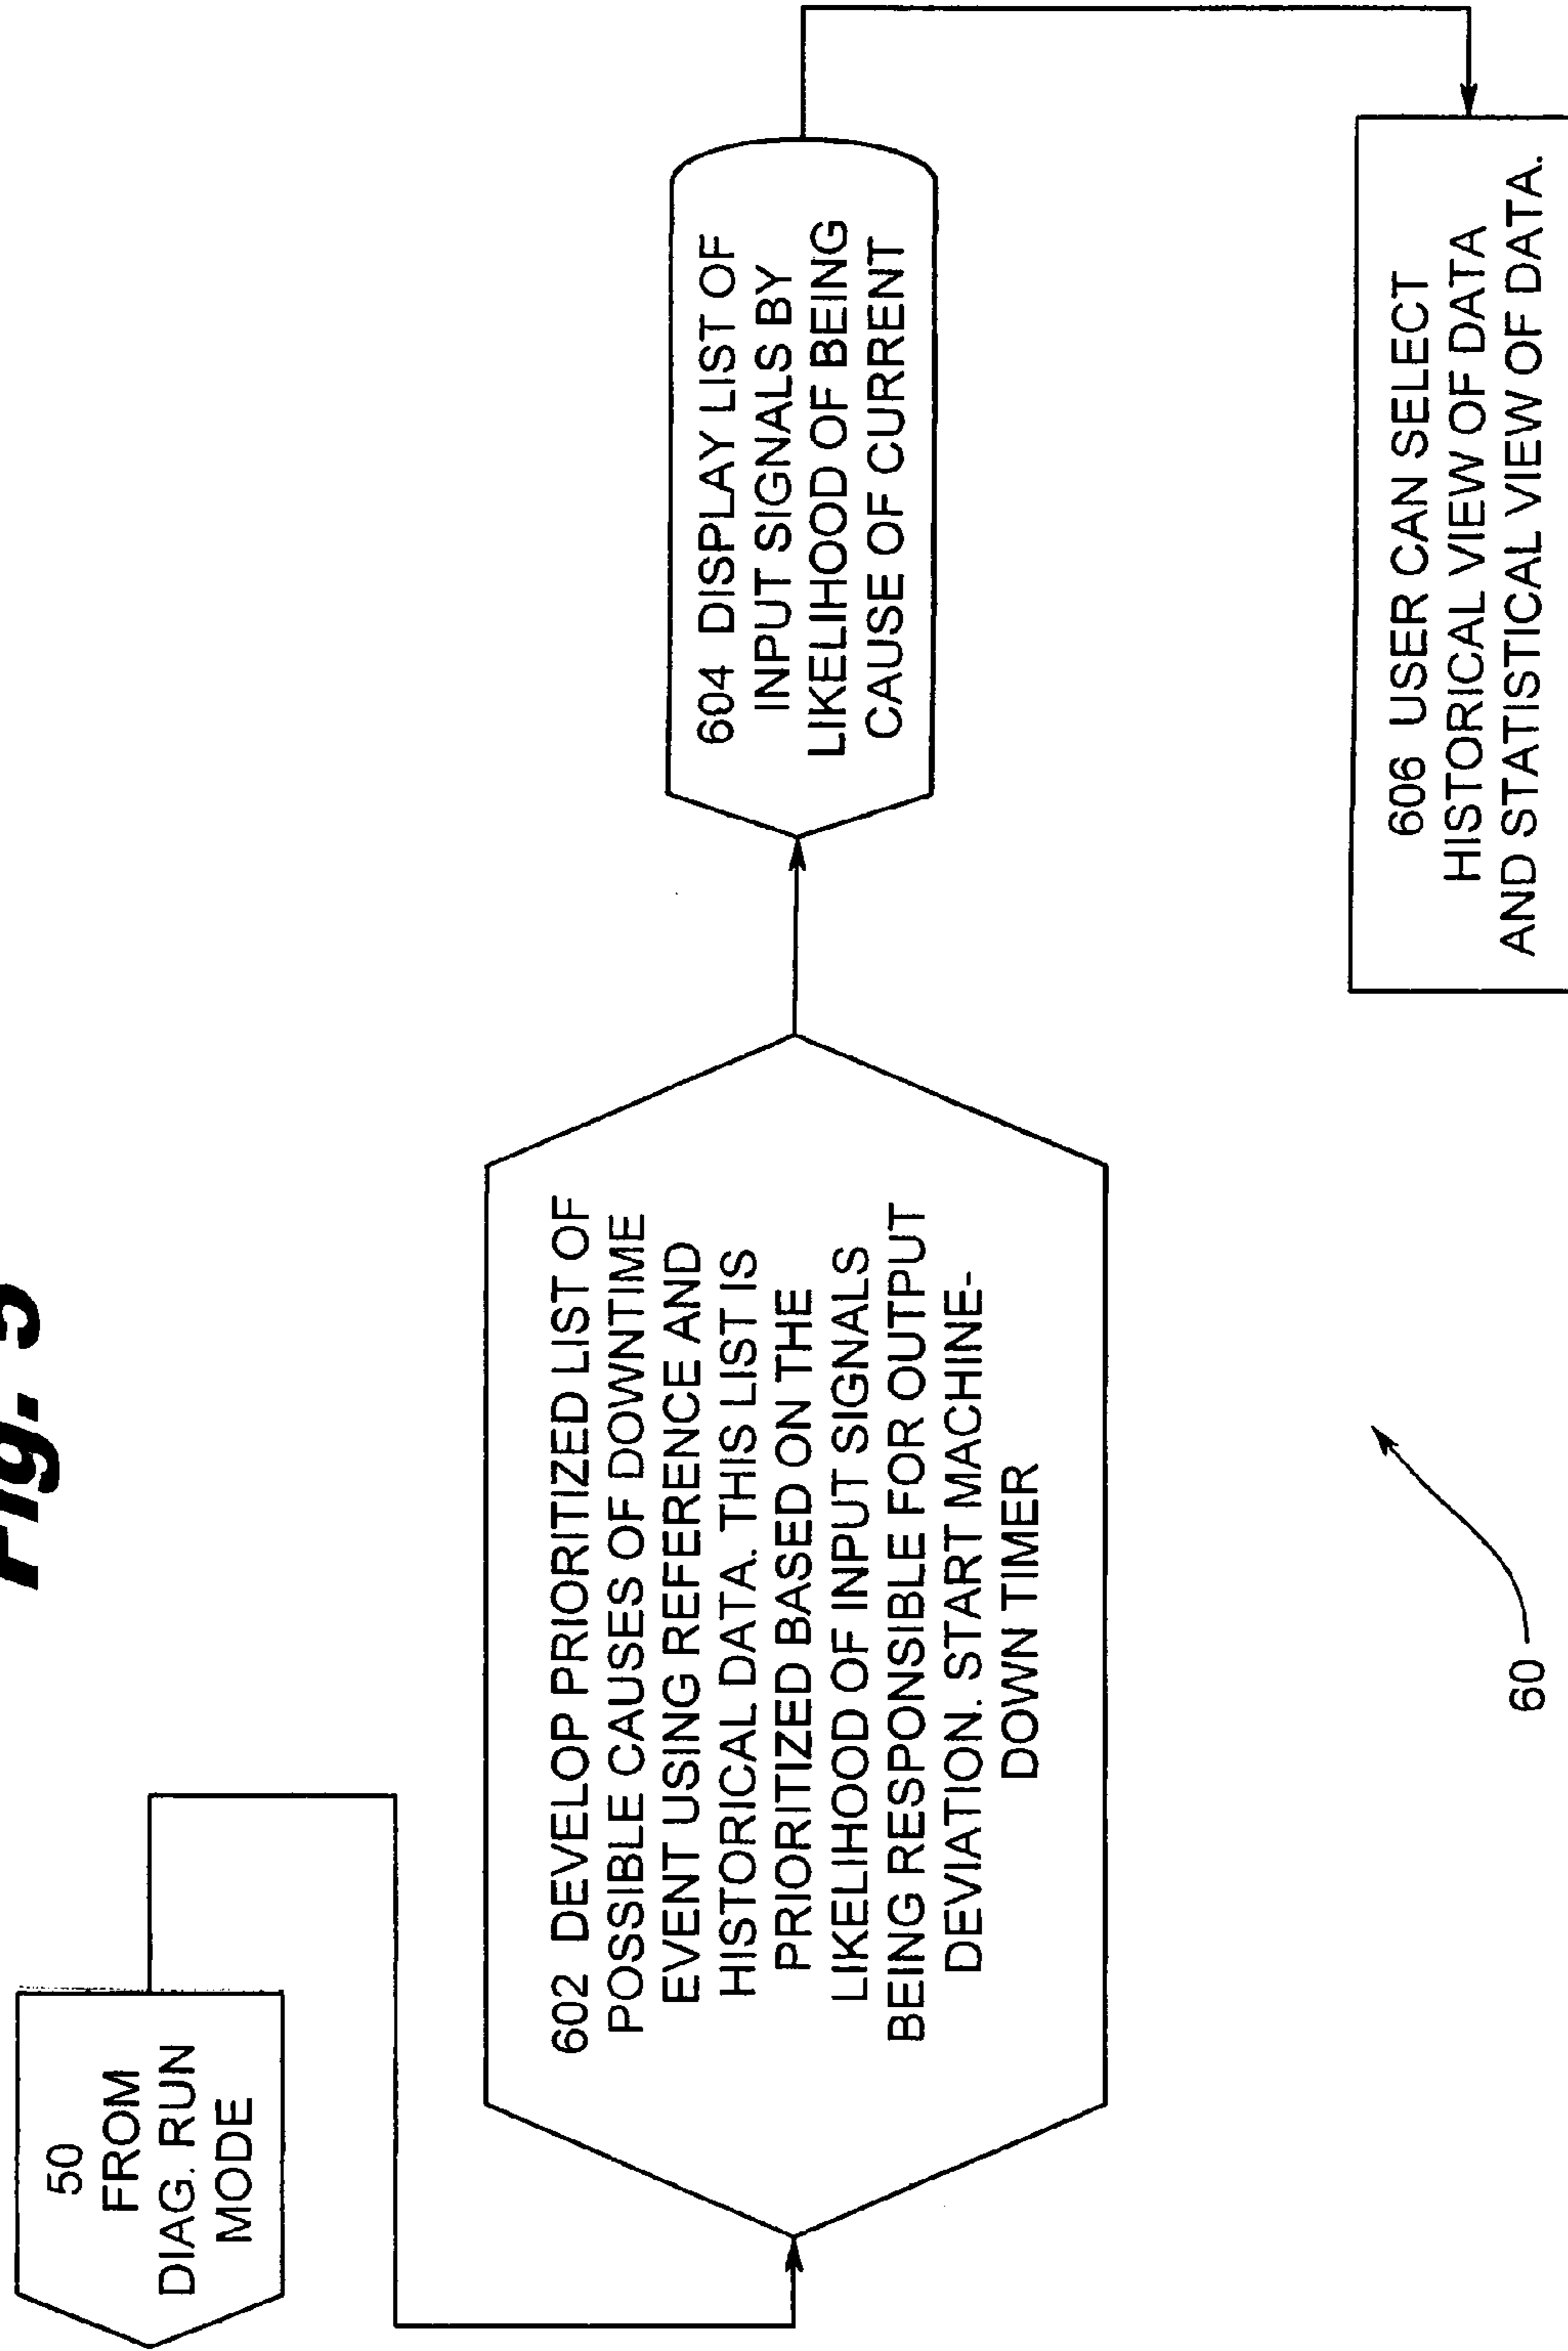 Fig.
50
FROM
DIAG. RUN
MODE
602 DEVELOP PRIORITIZED LIST OF
POSSIBLE CAUSES OF DOWNTIME
EVENT USING REFERENCE AND
HISTORICAL DATA. THIS LIST IS
PRIORITIZED BASED ON THE
LIKELIHOOD OF INPUT SIGNALS
BEING RESPONSIBLE FOR OUTPUT
DEVIATION. START MACHINE-
DOWN TIMER
604 DISPLAY LIST OF
INPUT SIGNALS BY
LIKELIHOOD OF BEING
CAUSE OF CURRENT
606 USER CAN SELECT
HISTORICAL VIEW OF DATA
AND STATISTICAL VIEW OF DATA.
60